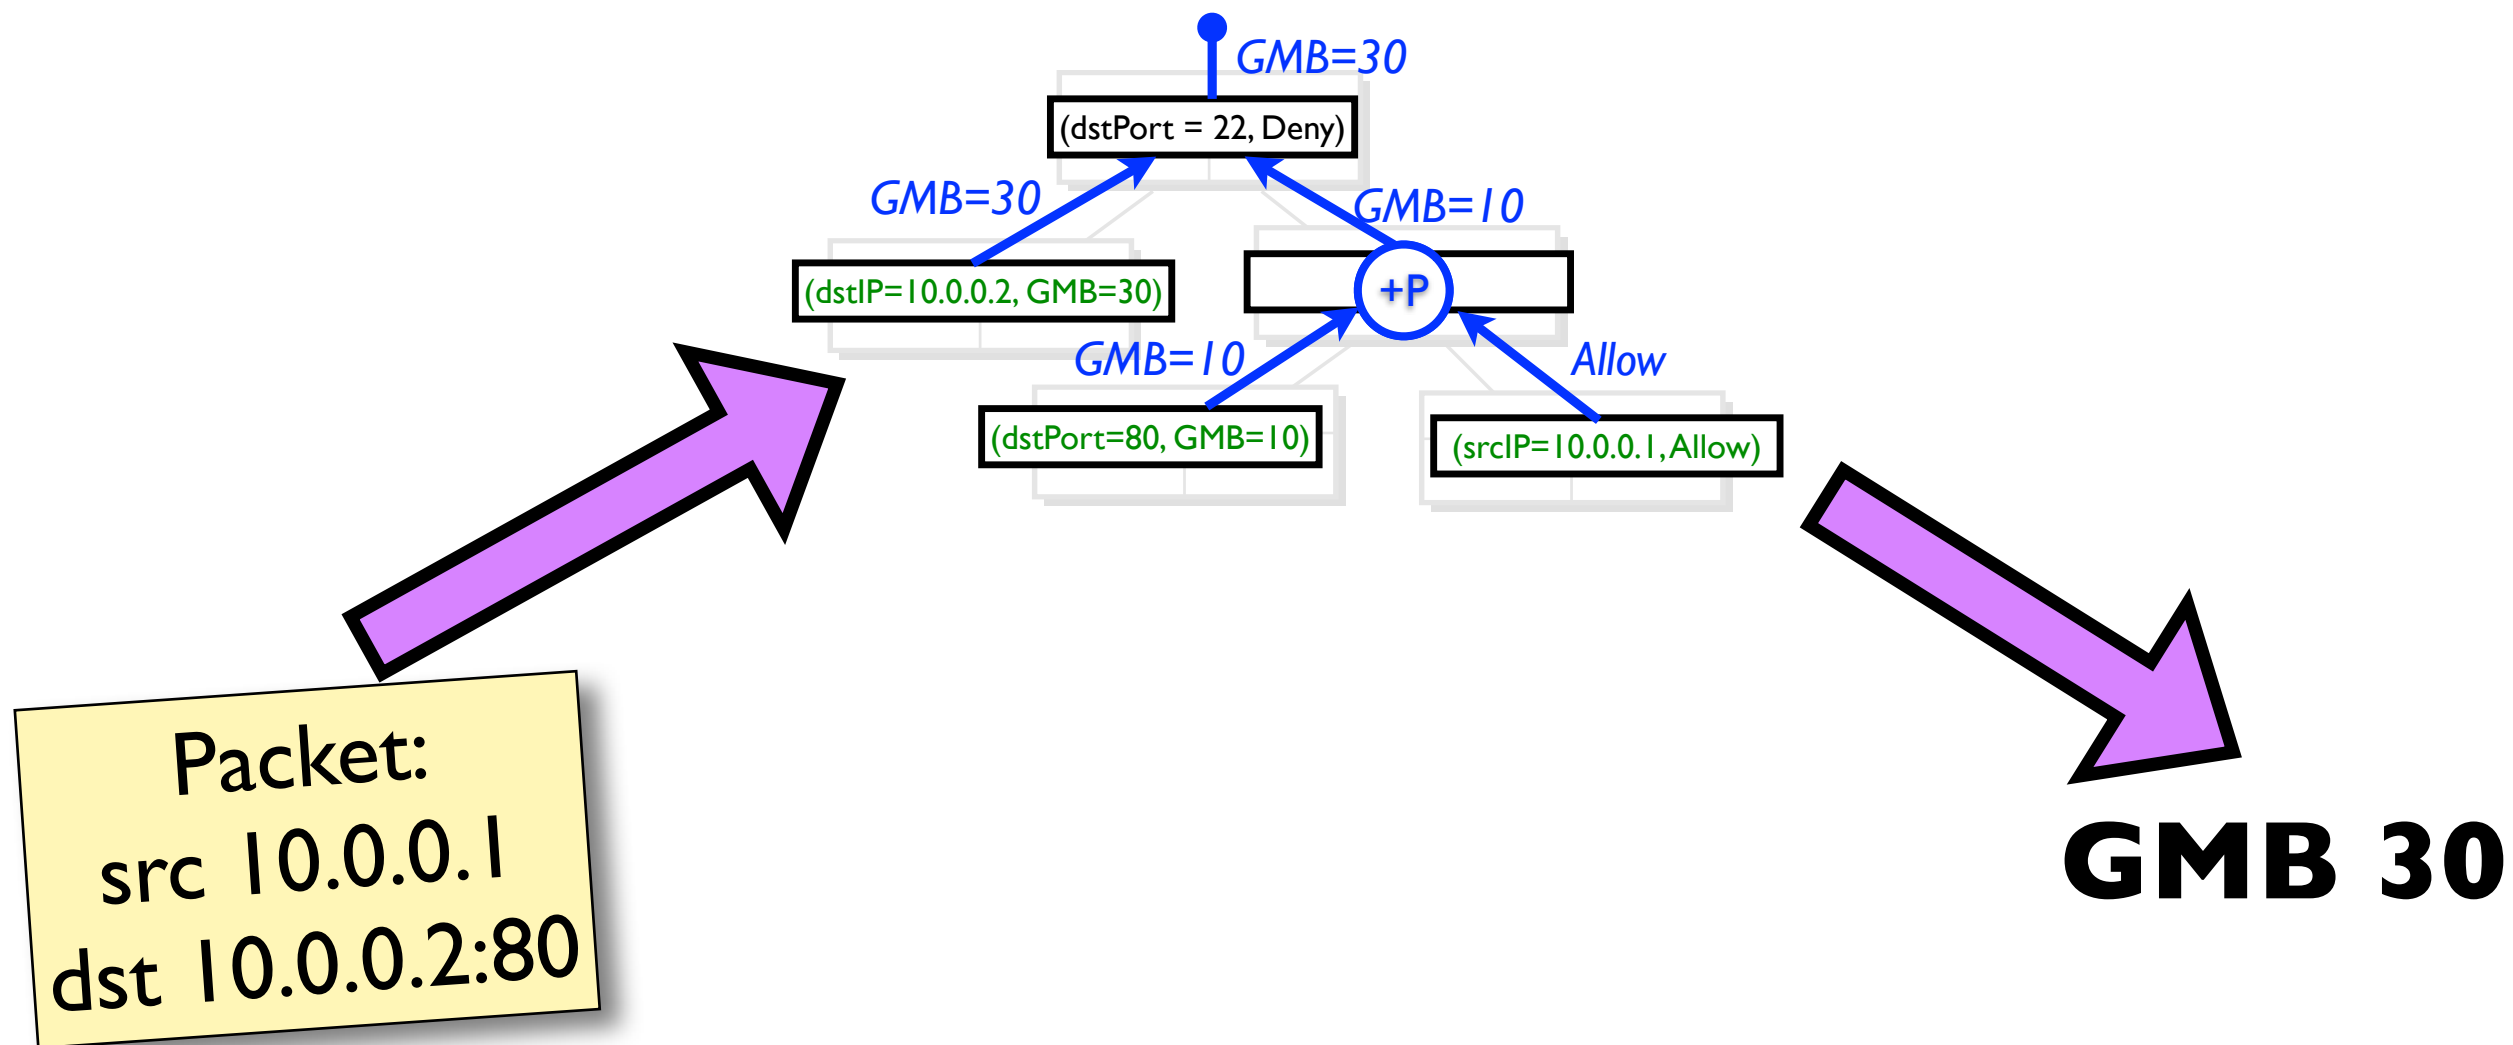 GMB=30
(dstPort = 22, Deny)
GMB=30
GMB=10
(dstIP=10.0.0.2, GMB=30)
+P
GMB=10
Allow
(dstPort=80, GMB=10)
(srcIP=10.0.0.1, Allow)
Packet:
src 10.0.0.1
dst 10.0.0.2:80
GMB 30